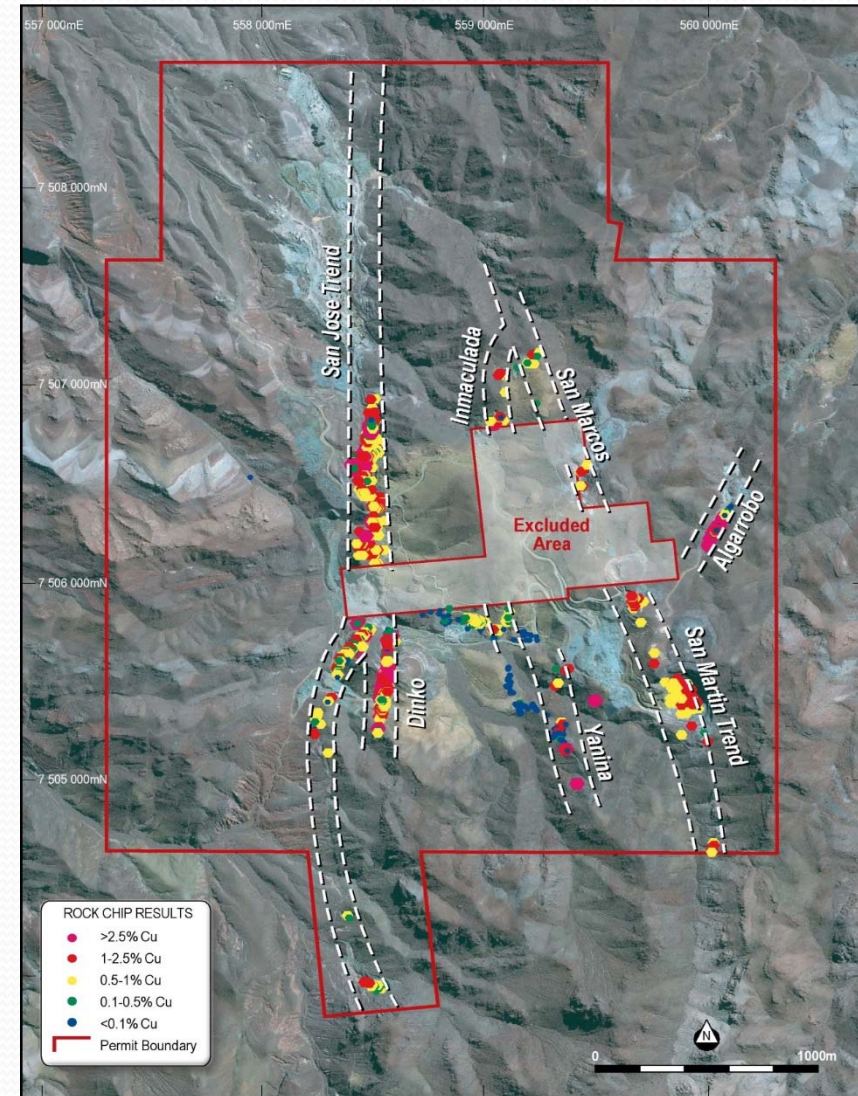 557 000mE
558 000mE
559 000mE
560 000mE
7 508 000mN
San Jose Trend
Inmaculada
San Marcos
7 507 000mN
Excluded
Area
Algarrobo
7 506 000mN
Dinko
Yanina
San Martin Trend
7 505 000mN
ROCK CHIP RESULTS
>2.5% Cu
1-2.5% Cu
0.5-1% Cu
0.1-0.5% Cu
<0.1% Cu
Permit Boundary
N
0
1000m